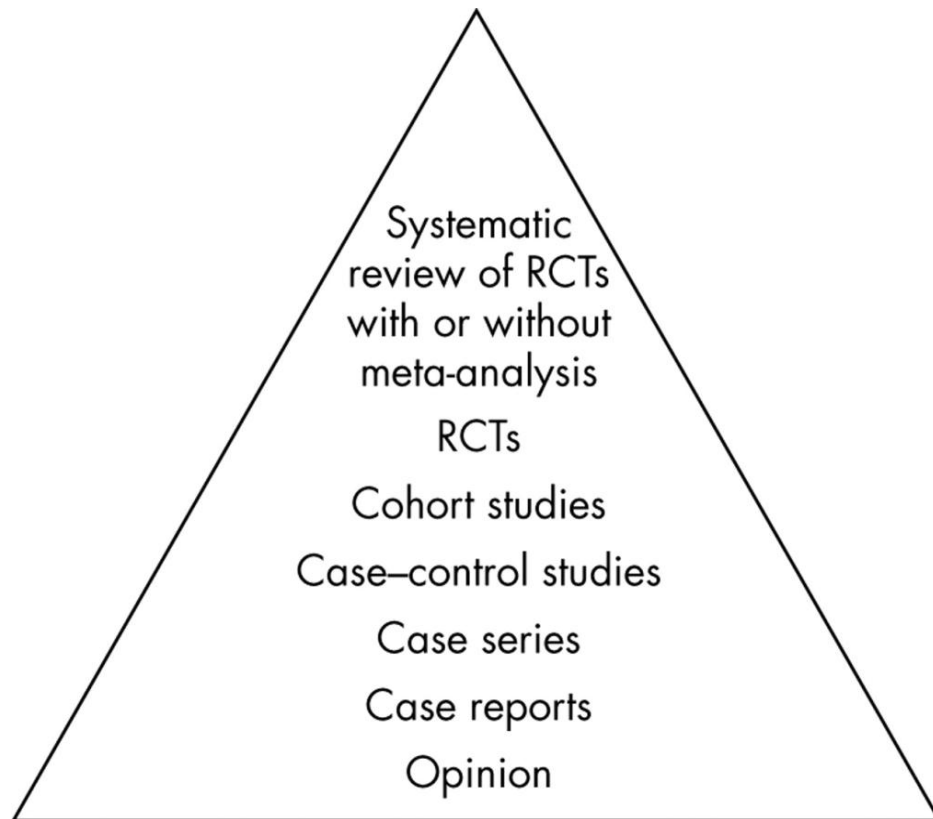 Systematic
review of RCTs
with or without
meta-analysis
RCTs
Cohort studies
Case–control studies
Case series
Case reports
Opinion